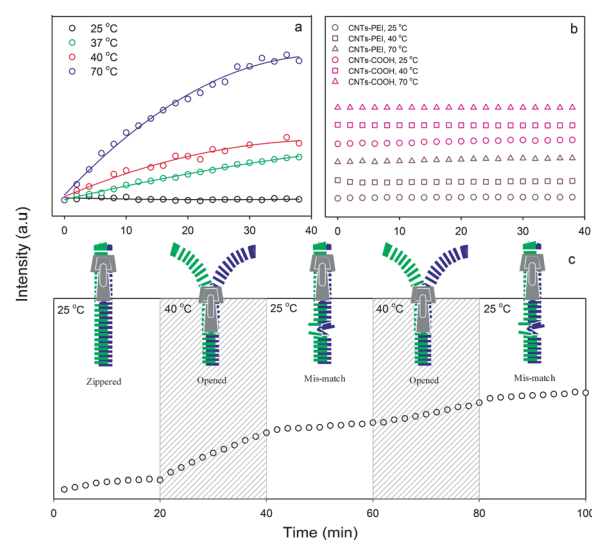 a
25 °C
37 °C
40 °C
70 °C
0 10 20 30 40
b
CNTs-PEI, 25 °C
CNTs-PEI, 40 °C
CNTs-PEI, 70 °C
CNTs-COOH, 25 °C
CNTs-COOH, 40 °C
CNTs-COOH, 70 °C
0 10 20 30 40
Intensity (a.u)
c
25 °C 40 °C 25 °C 40 °C 25 °C
Zippered Opened Mis-match Opened Mis-match
0 20 40 60 80 100
Time (min)